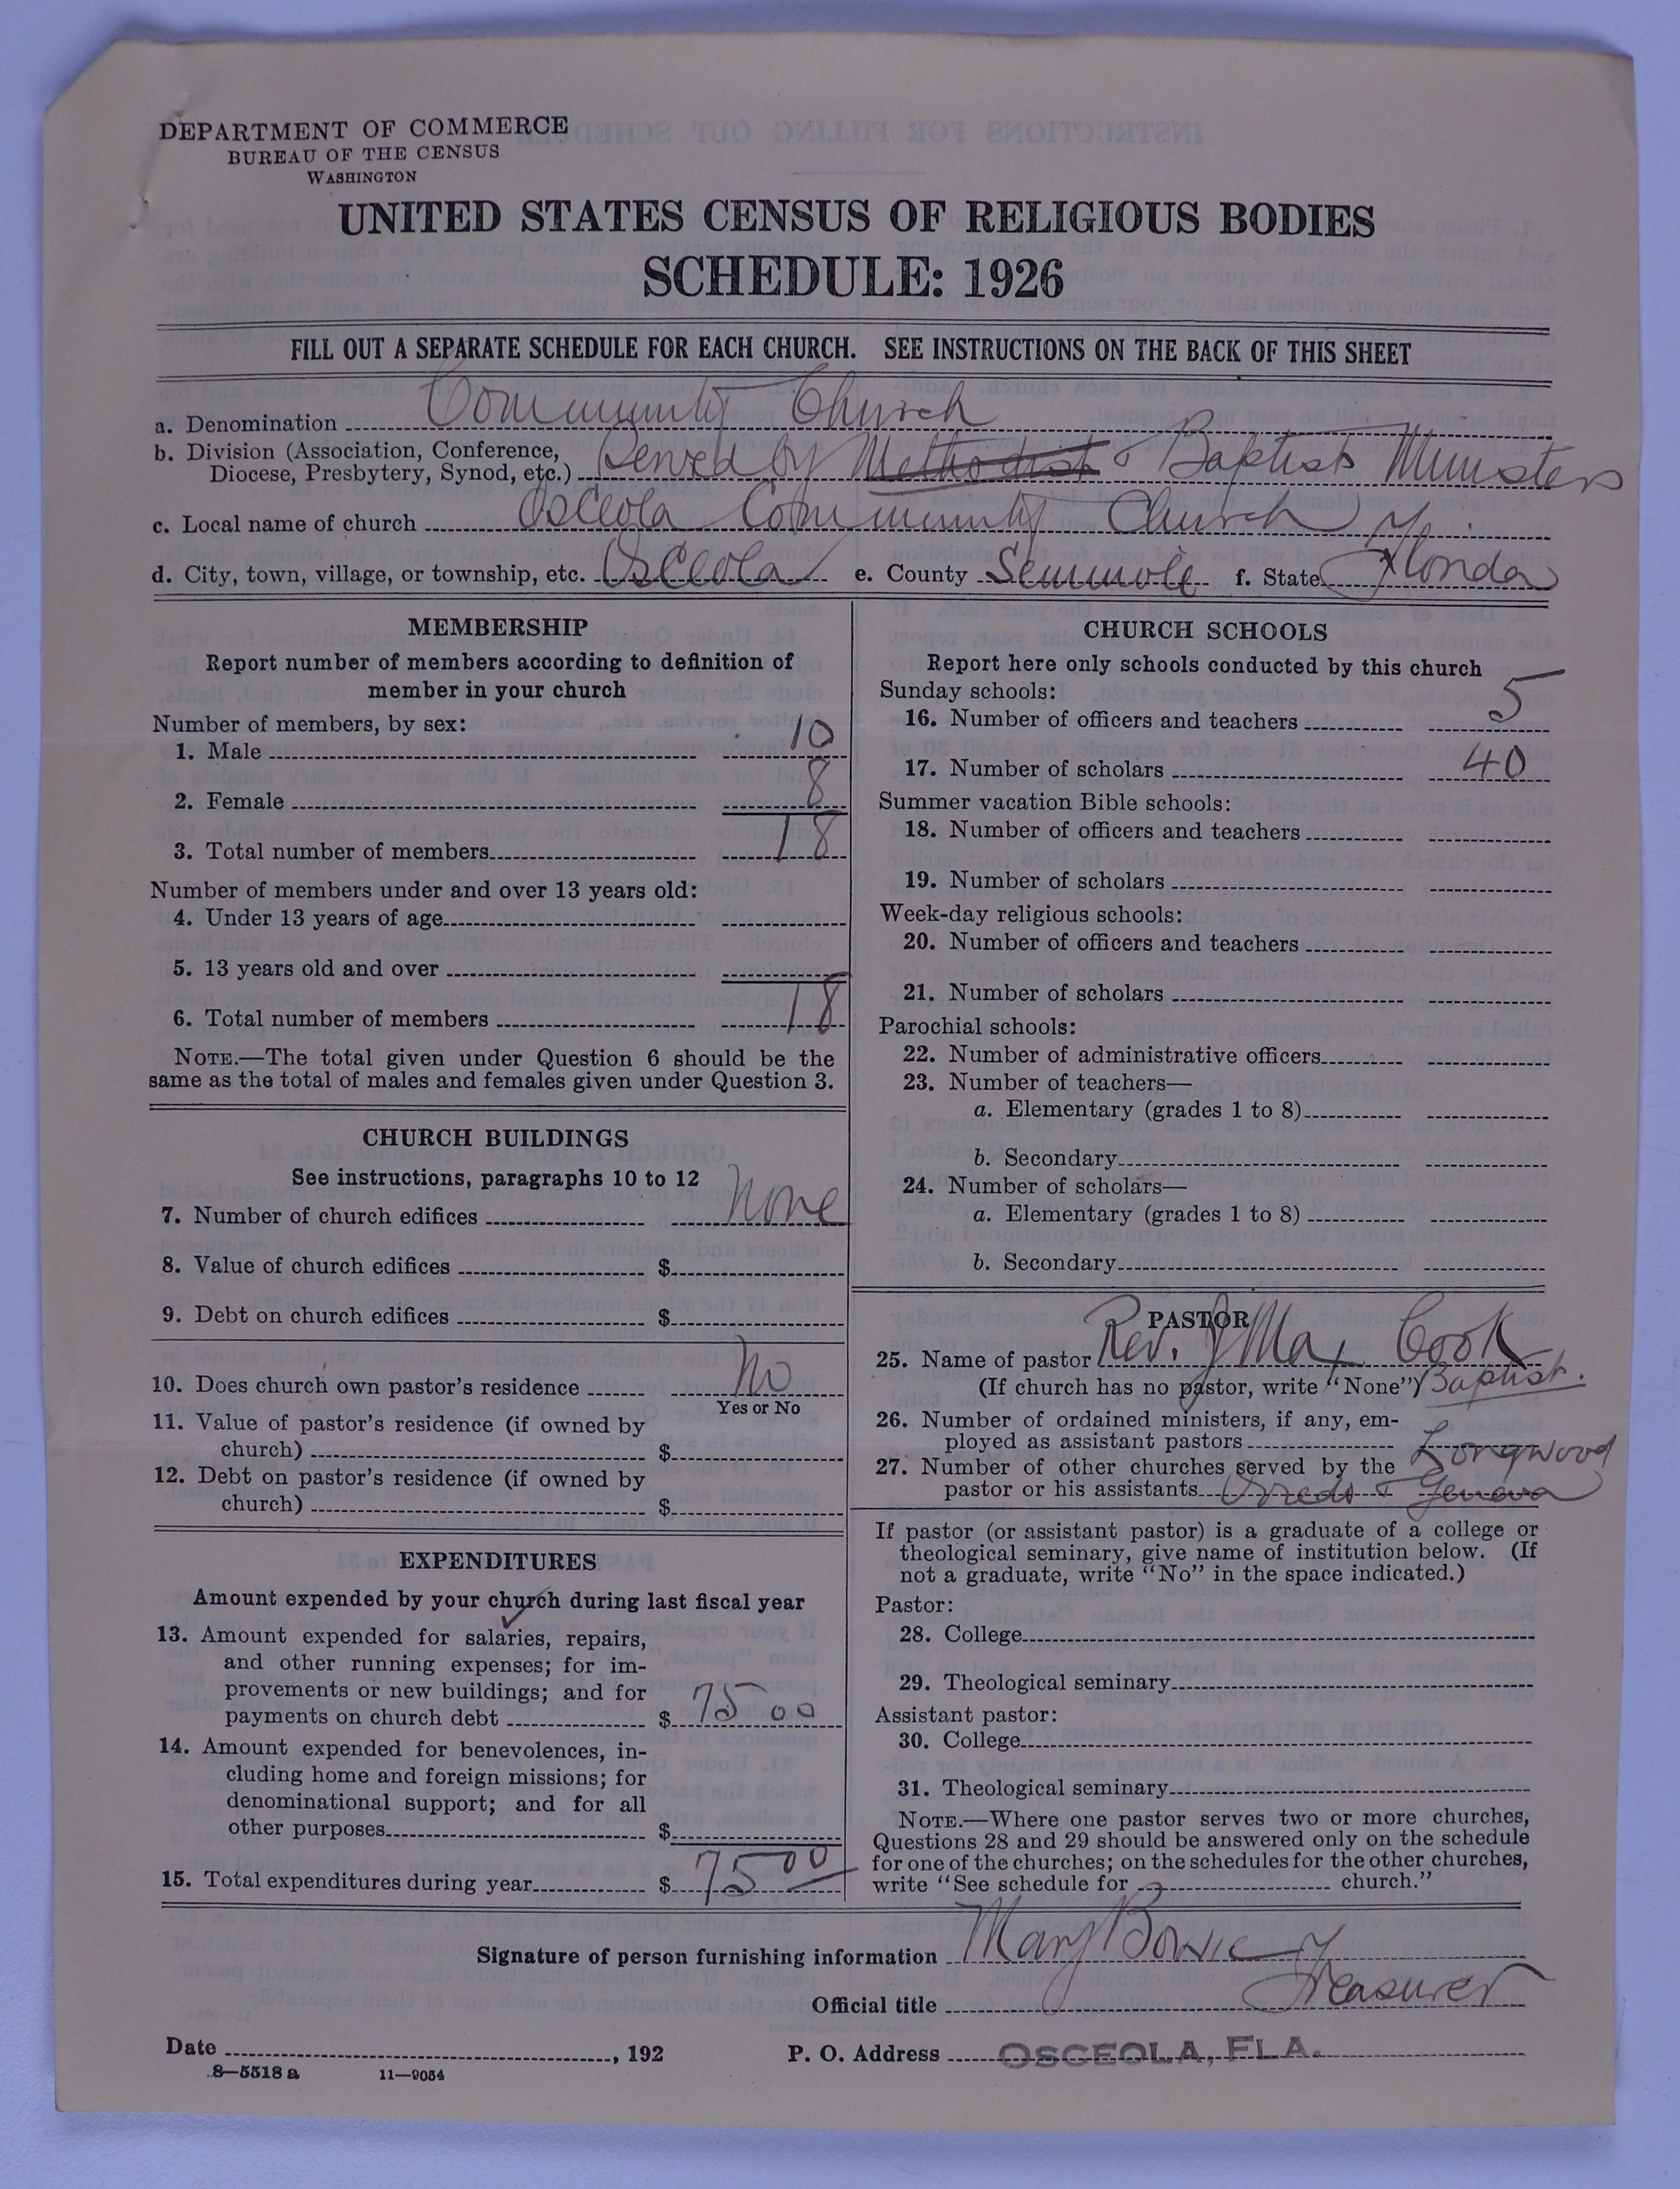 DEPARTMENT OF COMMERCE
BUREAU OF THE CENSUS
WASHINGTON
UNITED STATES CENSUS OF RELIGIOUS BODIES
SCHEDULE: 1926
FILL OUT A SEPARATE SCHEDULE FOR EACH CHURCH. SEE INSTRUCTIONS ON THE BACK OF THIS SHEET
a. Denomination Community Church
b. Division (Association, Conference,
Diocese, Presbytery, Synod, etc.) Served by Methodist & Baptist Ministers
c. Local name of church Osceola Community Church
d. City, town, village, or township, etc. Osceola e. County Seminole f. State Florida
MEMBERSHIP
Report number of members according to definition of
member in your church
Number of members, by sex:
1. Male 10
2. Female 8
3. Total number of members 18
Number of members under and over 13 years old:
4. Under 13 years of age
5. 13 years old and over
6. Total number of members 18
NOTE.—The total given under Question 6 should be the
same as the total of males and females given under Question 3.
CHURCH BUILDINGS
See instructions, paragraphs 10 to 12
7. Number of church edifices None
8. Value of church edifices $
9. Debt on church edifices $
10. Does church own pastor's residence No
Yes or No
11. Value of pastor's residence (if owned by
church) $
12. Debt on pastor's residence (if owned by
church) $
EXPENDITURES
Amount expended by your church during last fiscal year
13. Amount expended for salaries, repairs,
and other running expenses; for im-
provements or new buildings; and for
payments on church debt $ 75 00
14. Amount expended for benevolences, in-
cluding home and foreign missions; for
denominational support; and for all
other purposes $
15. Total expenditures during year $ 75 00
CHURCH SCHOOLS
Report here only schools conducted by this church
Sunday schools:
16. Number of officers and teachers 5
17. Number of scholars 40
Summer vacation Bible schools:
18. Number of officers and teachers
19. Number of scholars
Week-day religious schools:
20. Number of officers and teachers
21. Number of scholars
Parochial schools:
22. Number of administrative officers
23. Number of teachers—
a. Elementary (grades 1 to 8)
b. Secondary
24. Number of scholars—
a. Elementary (grades 1 to 8)
b. Secondary
PASTOR
25. Name of pastor Rev. J Max Cook
(If church has no pastor, write "None") Baptist.
26. Number of ordained ministers, if any, em-
ployed as assistant pastors
27. Number of other churches served by the Longwood
pastor or his assistants Oviedo & Geneva
If pastor (or assistant pastor) is a graduate of a college or
theological seminary, give name of institution below. (If
not a graduate, write "No" in the space indicated.)
Pastor:
28. College
29. Theological seminary
Assistant pastor:
30. College
31. Theological seminary
NOTE.—Where one pastor serves two or more churches,
Questions 28 and 29 should be answered only on the schedule
for one of the churches; on the schedules for the other churches,
write "See schedule for church."
Signature of person furnishing information Mary Bowie
Official title Treasurer
Date , 192 P. O. Address OSCEOLA, FLA.
8—5518 a 11—9054